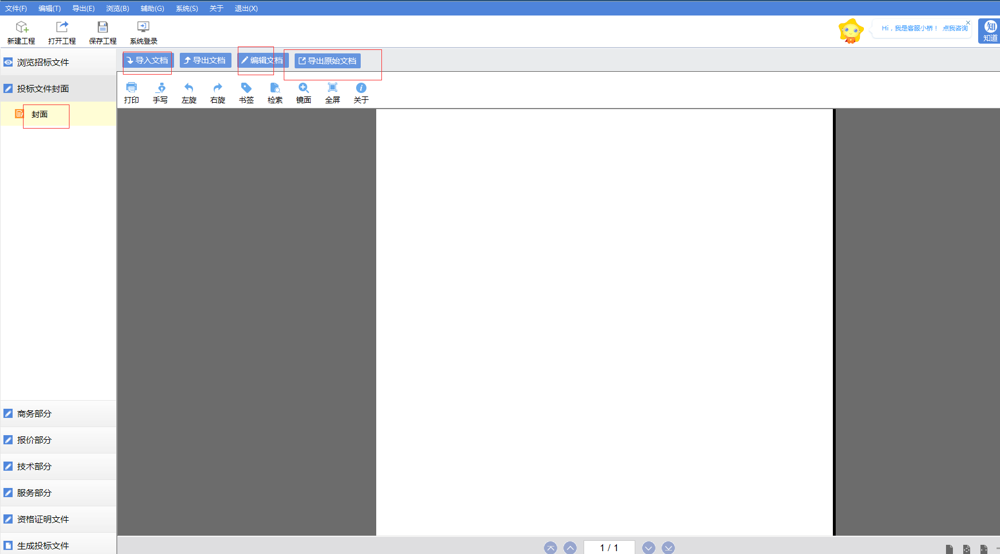 文件(F) 编辑(T) 导出(E) 浏览(B) 辅助(G) 系统(S) 关于 退出(X)
新建工程 打开工程 保存工程 系统登录
Hi，我是客服小桥！ 点我咨询
知
知道
浏览招标文件
投标文件封面
封面
导入文档 导出文档 编辑文档 导出原始文档
打印 手写 左旋 右旋 书签 检索 镜面 全屏 关于
商务部分
报价部分
技术部分
服务部分
资格证明文件
生成投标文件
1 / 1